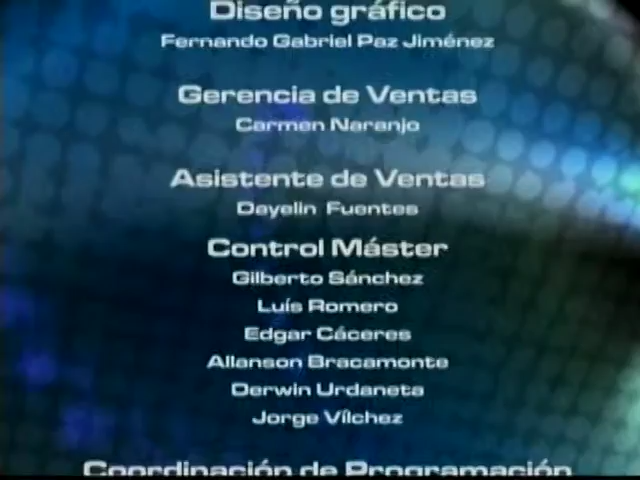 Diseño gráfico
Fernando Gabriel Paz Jiménez
Gerencia de Ventas
Carmen Naranjo
Asistente de Ventas
Dayelin Fuentes
Control Máster
Gilberto Sánchez
Luís Romero
Edgar Cáceres
Allanson Bracamonte
Derwin Urdaneta
Jorge Vílchez
Coordinación de Programación